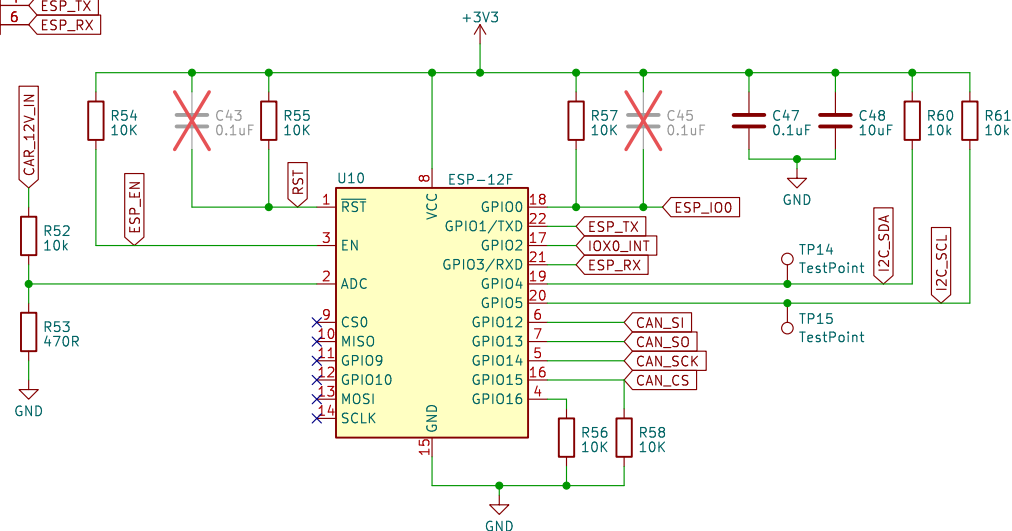 ESP_TX
6 ESP_RX
+3V3
CAR_12V_IN
R54
10K
C43
0.1uF
R55
10K
R57
10K
C45
0.1uF
C47
0.1uF
C48
10uF
R60
10k
R61
10k
GND
ESP_EN
RST
U10
ESP-12F
8
VCC
1 RST
3 EN
2 ADC
9 CS0
10 MISO
11 GPIO9
12 GPIO10
13 MOSI
14 SCLK
GPIO0 18 ESP_IO0
GPIO1/TXD 22 ESP_TX
GPIO2 17 IOX0_INT
GPIO3/RXD 21 ESP_RX
GPIO4 19
GPIO5 20
GPIO12 6 CAN_SI
GPIO13 7 CAN_SO
GPIO14 5 CAN_SCK
GPIO15 16 CAN_CS
GPIO16 4
GND
15
R52
10k
R53
470R
GND
TP14
TestPoint
I2C_SDA
I2C_SCL
TP15
TestPoint
R56
10K
R58
10K
GND